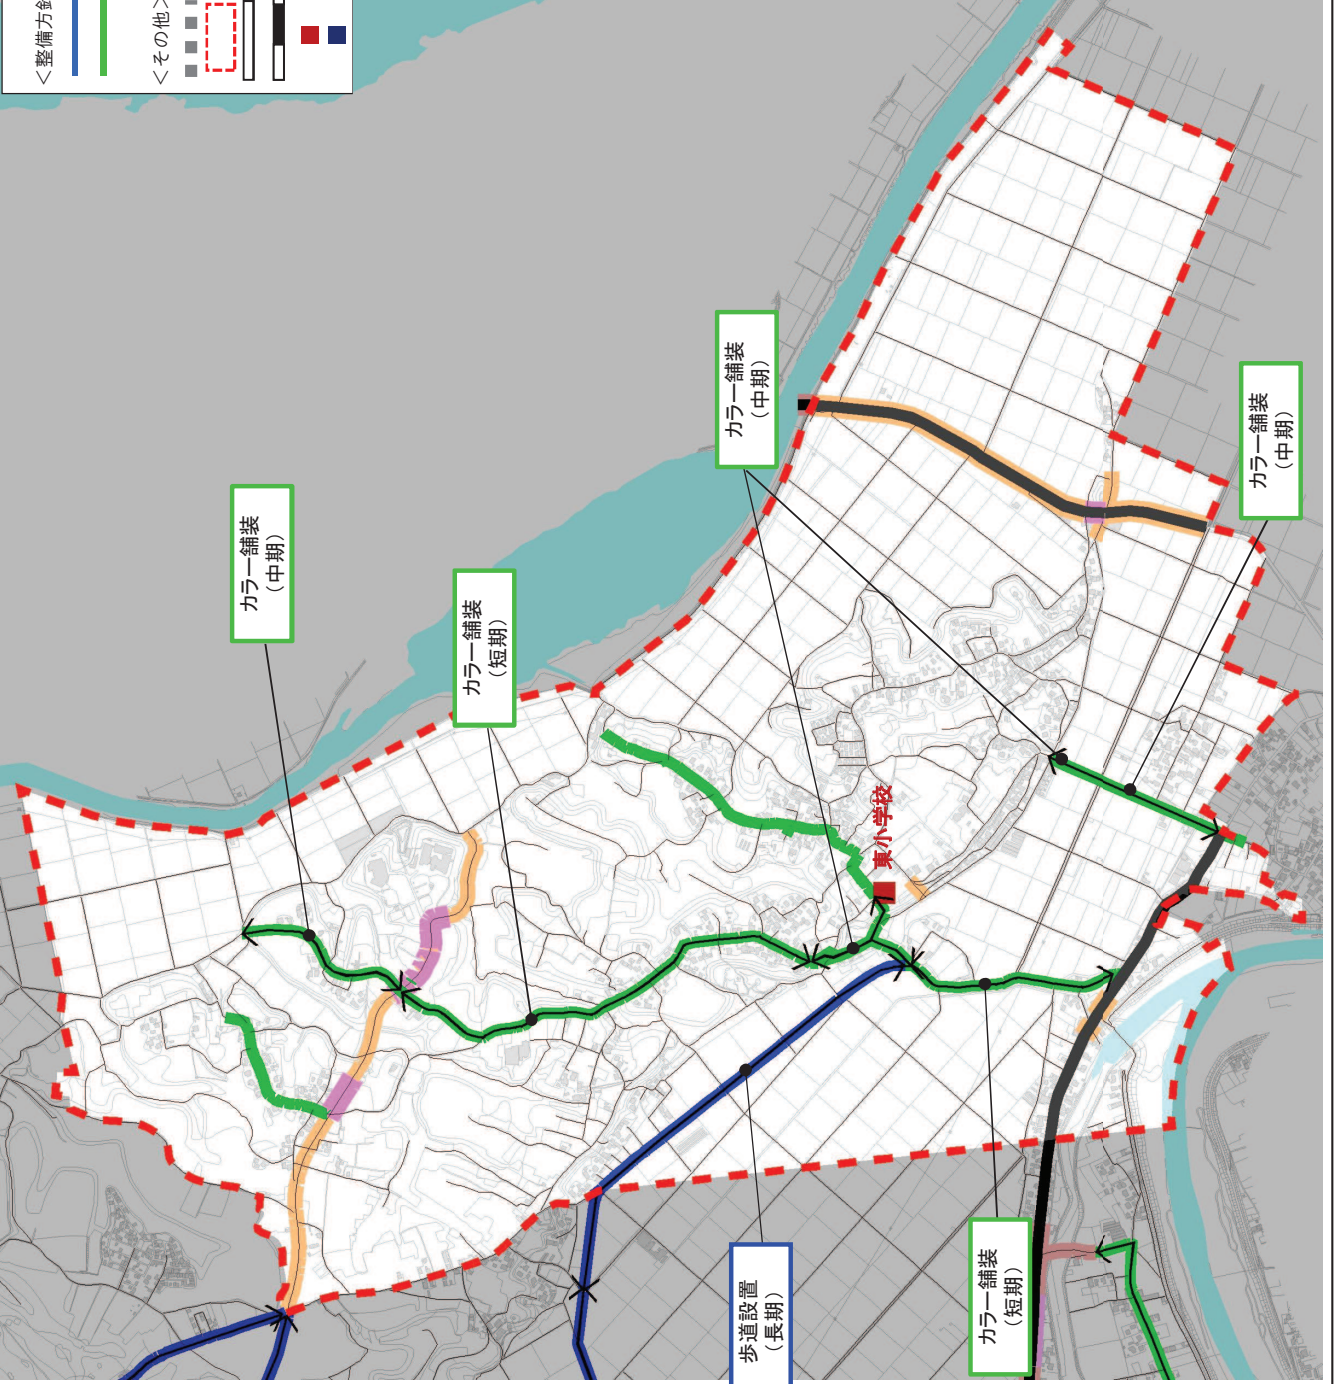 ＜整備方針
＜その他＞
カラー舗装
（中期）
カラー舗装
（短期）
カラー舗装
（中期）
カラー舗装
（中期）
東小学校
歩道設置
（長期）
カラー舗装
（短期）